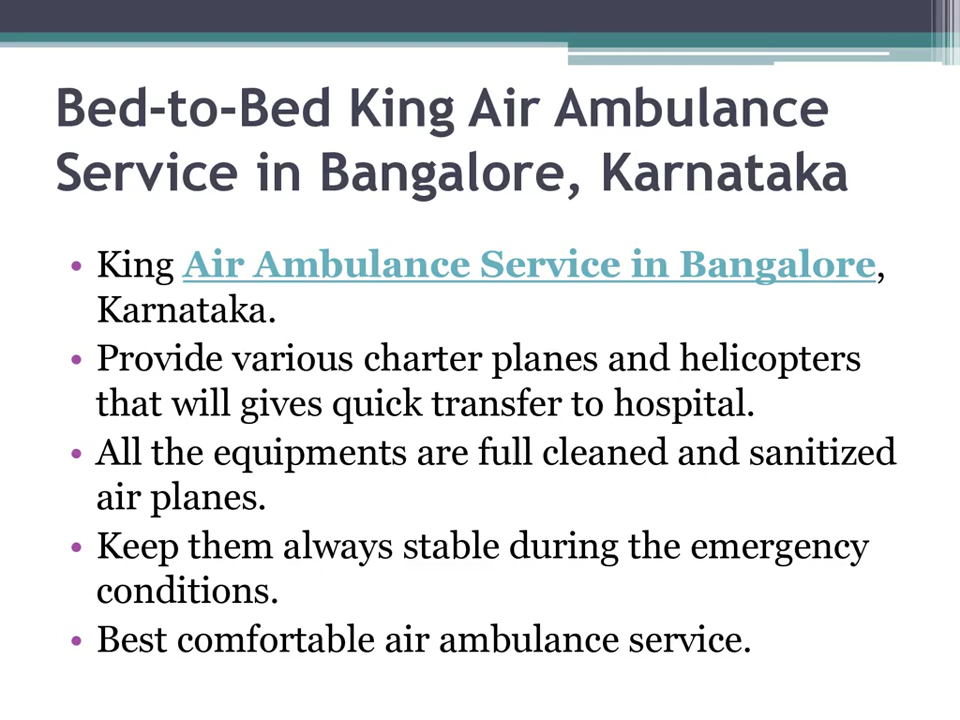 Bed-to-Bed King Air Ambulance
Service in Bangalore, Karnataka
• King Air Ambulance Service in Bangalore,
Karnataka.
• Provide various charter planes and helicopters
that will gives quick transfer to hospital.
• All the equipments are full cleaned and sanitized
air planes.
• Keep them always stable during the emergency
conditions.
• Best comfortable air ambulance service.